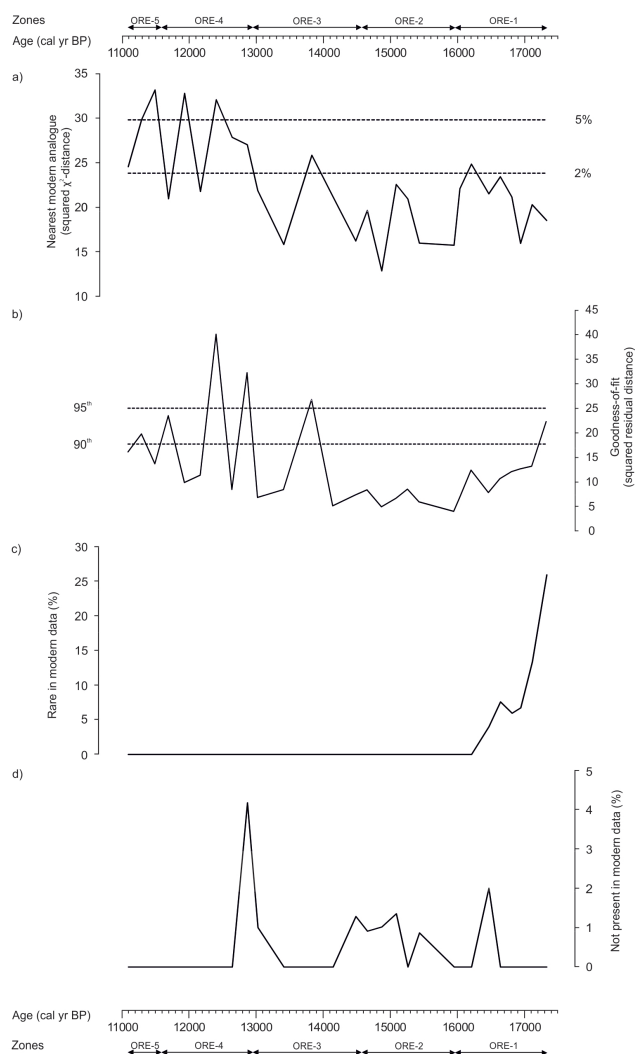 Zones ORE-5 ORE-4 ORE-3 ORE-2 ORE-1
Age (cal yr BP)
11000 12000 13000 14000 15000 16000 17000
a)
Nearest modern analogue
(squared χ²-distance)
35
30
25
20
15
10
5%
2%
b)
95th
90th
45
40
35
30
25
20
15
10
5
0
Goodness-of-fit
(squared residual distance)
c)
Rare in modern data (%)
30
25
20
15
10
5
0
d)
5
4
3
2
1
0
Not present in modern data (%)
Age (cal yr BP)
11000 12000 13000 14000 15000 16000 17000
Zones ORE-5 ORE-4 ORE-3 ORE-2 ORE-1